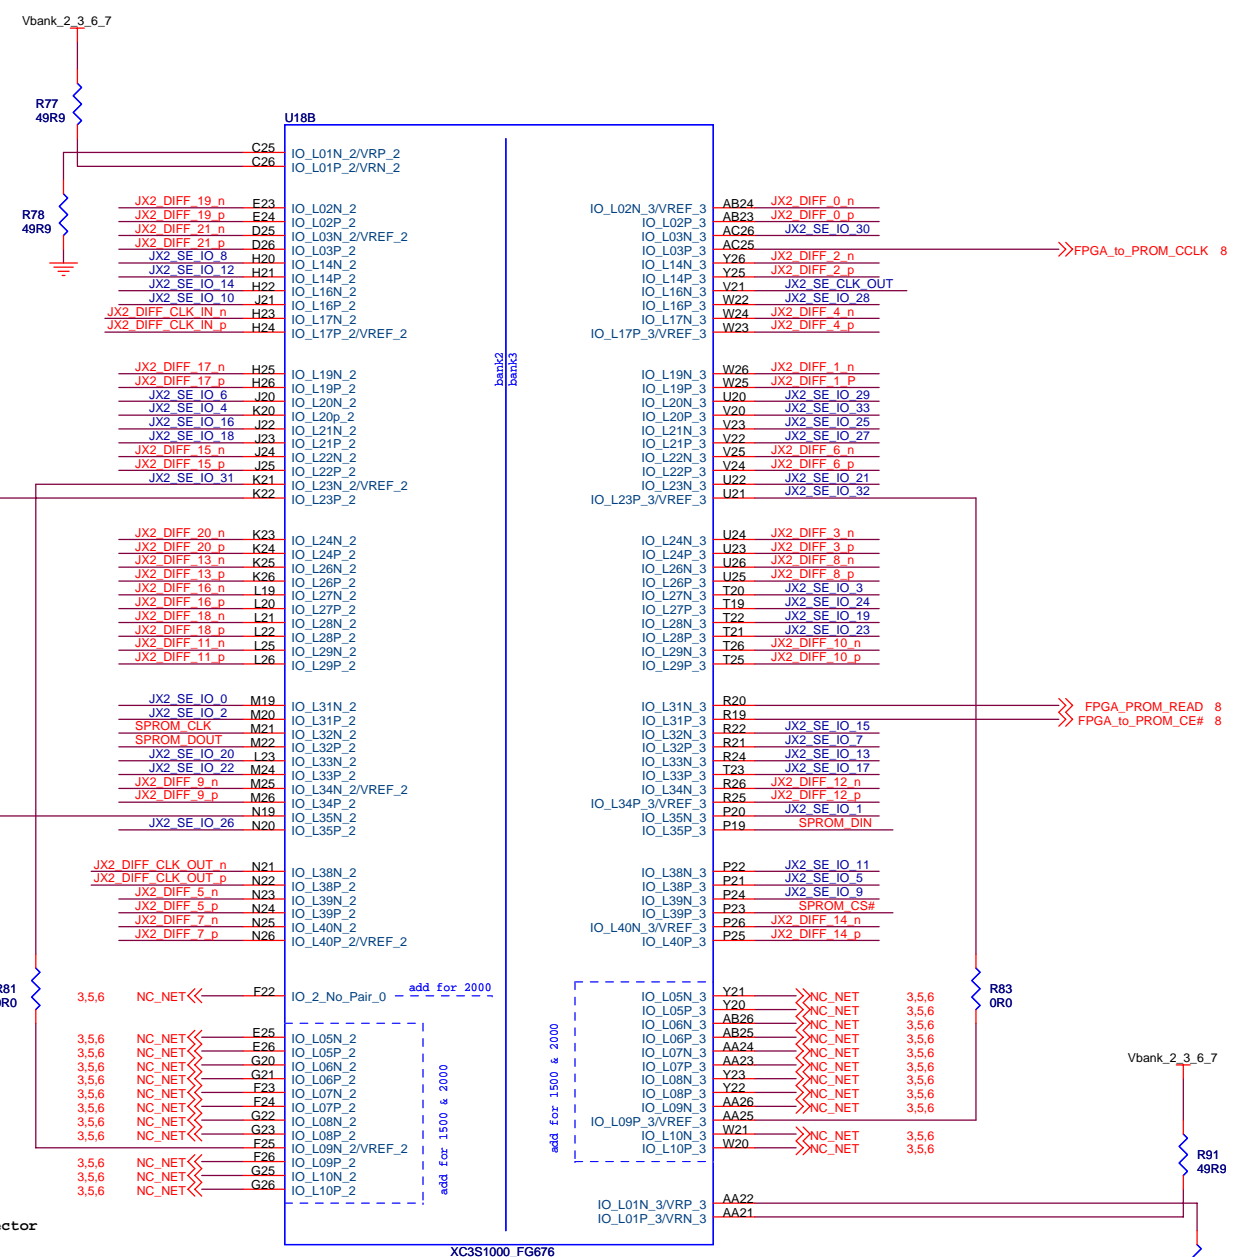 Vbank_2_3_6_7
R77
49R9
R78
49R9
U18B
C25 IO_L01N_2/VRP_2
C26 IO_L01P_2/VRN_2
JX2_DIFF_19_n E23 IO_L02N_2
JX2_DIFF_19_p E24 IO_L02P_2
JX2_DIFF_21_n D25 IO_L03N_2/VREF_2
JX2_DIFF_21_p D26 IO_L03P_2
JX2_SE_IO_8 H20 IO_L14N_2
JX2_SE_IO_12 H21 IO_L14P_2
JX2_SE_IO_14 H22 IO_L16N_2
JX2_SE_IO_10 J21 IO_L16P_2
JX2_DIFF_CLK_IN_n H23 IO_L17N_2
JX2_DIFF_CLK_IN_p H24 IO_L17P_2/VREF_2
JX2_DIFF_17_n H25 IO_L19N_2
JX2_DIFF_17_p H26 IO_L19P_2
JX2_SE_IO_6 J20 IO_L20N_2
JX2_SE_IO_4 K20 IO_L20p_2
JX2_SE_IO_16 J22 IO_L21N_2
JX2_SE_IO_18 J23 IO_L21P_2
JX2_DIFF_15_n J24 IO_L22N_2
JX2_DIFF_15_p J25 IO_L22P_2
JX2_SE_IO_31 K21 IO_L23N_2/VREF_2
K22 IO_L23P_2
JX2_DIFF_20_n K23 IO_L24N_2
JX2_DIFF_20_p K24 IO_L24P_2
JX2_DIFF_13_n K25 IO_L26N_2
JX2_DIFF_13_p K26 IO_L26P_2
JX2_DIFF_16_n L19 IO_L27N_2
JX2_DIFF_16_p L20 IO_L27P_2
JX2_DIFF_18_n L21 IO_L28N_2
JX2_DIFF_18_p L22 IO_L28P_2
JX2_DIFF_11_n L25 IO_L29N_2
JX2_DIFF_11_p L26 IO_L29P_2
JX2_SE_IO_0 M19 IO_L31N_2
JX2_SE_IO_2 M20 IO_L31P_2
SPROM_CLK M21 IO_L32N_2
SPROM_DOUT M22 IO_L32P_2
JX2_SE_IO_20 L23 IO_L33N_2
JX2_SE_IO_22 M24 IO_L33P_2
JX2_DIFF_9_n M25 IO_L34N_2/VREF_2
JX2_DIFF_9_p M26 IO_L34P_2
N19 IO_L35N_2
JX2_SE_IO_26 N20 IO_L35P_2
JX2_DIFF_CLK_OUT_n N21 IO_L38N_2
JX2_DIFF_CLK_OUT_p N22 IO_L38P_2
JX2_DIFF_5_n N23 IO_L39N_2
JX2_DIFF_5_p N24 IO_L39P_2
JX2_DIFF_7_n N25 IO_L40N_2
JX2_DIFF_7_p N26 IO_L40P_2/VREF_2
R81
0R0
3,5,6 NC_NET F22 IO_2_No_Pair_0 add for 2000
3,5,6 NC_NET E25 IO_L05N_2
3,5,6 NC_NET E26 IO_L05P_2
3,5,6 NC_NET G20 IO_L06N_2
3,5,6 NC_NET G21 IO_L06P_2
3,5,6 NC_NET F23 IO_L07N_2
3,5,6 NC_NET F24 IO_L07P_2
3,5,6 NC_NET G22 IO_L08N_2
3,5,6 NC_NET G23 IO_L08P_2
F25 IO_L09N_2/VREF_2
3,5,6 NC_NET F26 IO_L09P_2
3,5,6 NC_NET G25 IO_L10N_2
3,5,6 NC_NET G26 IO_L10P_2
add for 1500 & 2000
ector
bank2
bank3
IO_L02N_3/VREF_3 AB24 JX2_DIFF_0_n
IO_L02P_3 AB23 JX2_DIFF_0_p
IO_L03N_3 AC26 JX2_SE_IO_30
IO_L03P_3 AC25 FPGA_to_PROM_CCLK 8
IO_L14N_3 Y26 JX2_DIFF_2_n
IO_L14P_3 Y25 JX2_DIFF_2_p
IO_L16N_3 V21 JX2_SE_CLK_OUT
IO_L16P_3 W22 JX2_SE_IO_28
IO_L17N_3 W24 JX2_DIFF_4_n
IO_L17P_3/VREF_3 W23 JX2_DIFF_4_p
IO_L19N_3 W26 JX2_DIFF_1_n
IO_L19P_3 W25 JX2_DIFF_1_P
IO_L20N_3 U20 JX2_SE_IO_29
IO_L20P_3 V20 JX2_SE_IO_33
IO_L21N_3 V23 JX2_SE_IO_25
IO_L21P_3 V22 JX2_SE_IO_27
IO_L22N_3 V25 JX2_DIFF_6_n
IO_L22P_3 V24 JX2_DIFF_6_p
IO_L23N_3 U22 JX2_SE_IO_21
IO_L23P_3/VREF_3 U21 JX2_SE_IO_32
IO_L24N_3 U24 JX2_DIFF_3_n
IO_L24P_3 U23 JX2_DIFF_3_p
IO_L26N_3 U26 JX2_DIFF_8_n
IO_L26P_3 U25 JX2_DIFF_8_p
IO_L27N_3 T20 JX2_SE_IO_3
IO_L27P_3 T19 JX2_SE_IO_24
IO_L28N_3 T22 JX2_SE_IO_19
IO_L28P_3 T21 JX2_SE_IO_23
IO_L29N_3 T26 JX2_DIFF_10_n
IO_L29P_3 T25 JX2_DIFF_10_p
IO_L31N_3 R20 FPGA_PROM_READ 8
IO_L31P_3 R19 FPGA_to_PROM_CE# 8
IO_L32N_3 R22 JX2_SE_IO_15
IO_L32P_3 R21 JX2_SE_IO_7
IO_L33N_3 R24 JX2_SE_IO_13
IO_L33P_3 T23 JX2_SE_IO_17
IO_L34N_3 R26 JX2_DIFF_12_n
IO_L34P_3/VREF_3 R25 JX2_DIFF_12_p
IO_L35N_3 P20 JX2_SE_IO_1
IO_L35P_3 P19 SPROM_DIN
IO_L38N_3 P22 JX2_SE_IO_11
IO_L38P_3 P21 JX2_SE_IO_5
IO_L39N_3 P24 JX2_SE_IO_9
IO_L39P_3 P23 SPROM_CS#
IO_L40N_3/VREF_3 P26 JX2_DIFF_14_n
IO_L40P_3 P25 JX2_DIFF_14_p
R83
0R0
IO_L05N_3 Y21 NC_NET 3,5,6
IO_L05P_3 Y20 NC_NET 3,5,6
IO_L06N_3 AB26 NC_NET 3,5,6
IO_L06P_3 AB25 NC_NET 3,5,6
IO_L07N_3 AA24 NC_NET 3,5,6
IO_L07P_3 AA23 NC_NET 3,5,6
IO_L08N_3 Y23 NC_NET 3,5,6
IO_L08P_3 Y22 NC_NET 3,5,6
IO_L09N_3 AA26 NC_NET 3,5,6
IO_L09P_3/VREF_3 AA25
IO_L10N_3 W21 NC_NET 3,5,6
IO_L10P_3 W20 NC_NET 3,5,6
add for 1500 & 2000
Vbank_2_3_6_7
R91
49R9
IO_L01N_3/VRP_3 AA22
IO_L01P_3/VRN_3 AA21
XC3S1000_FG676